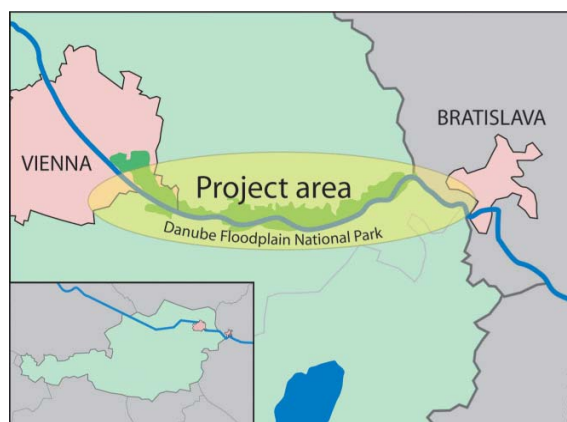 BRATISLAVA
VIENNA
Project area
Danube Floodplain National Park